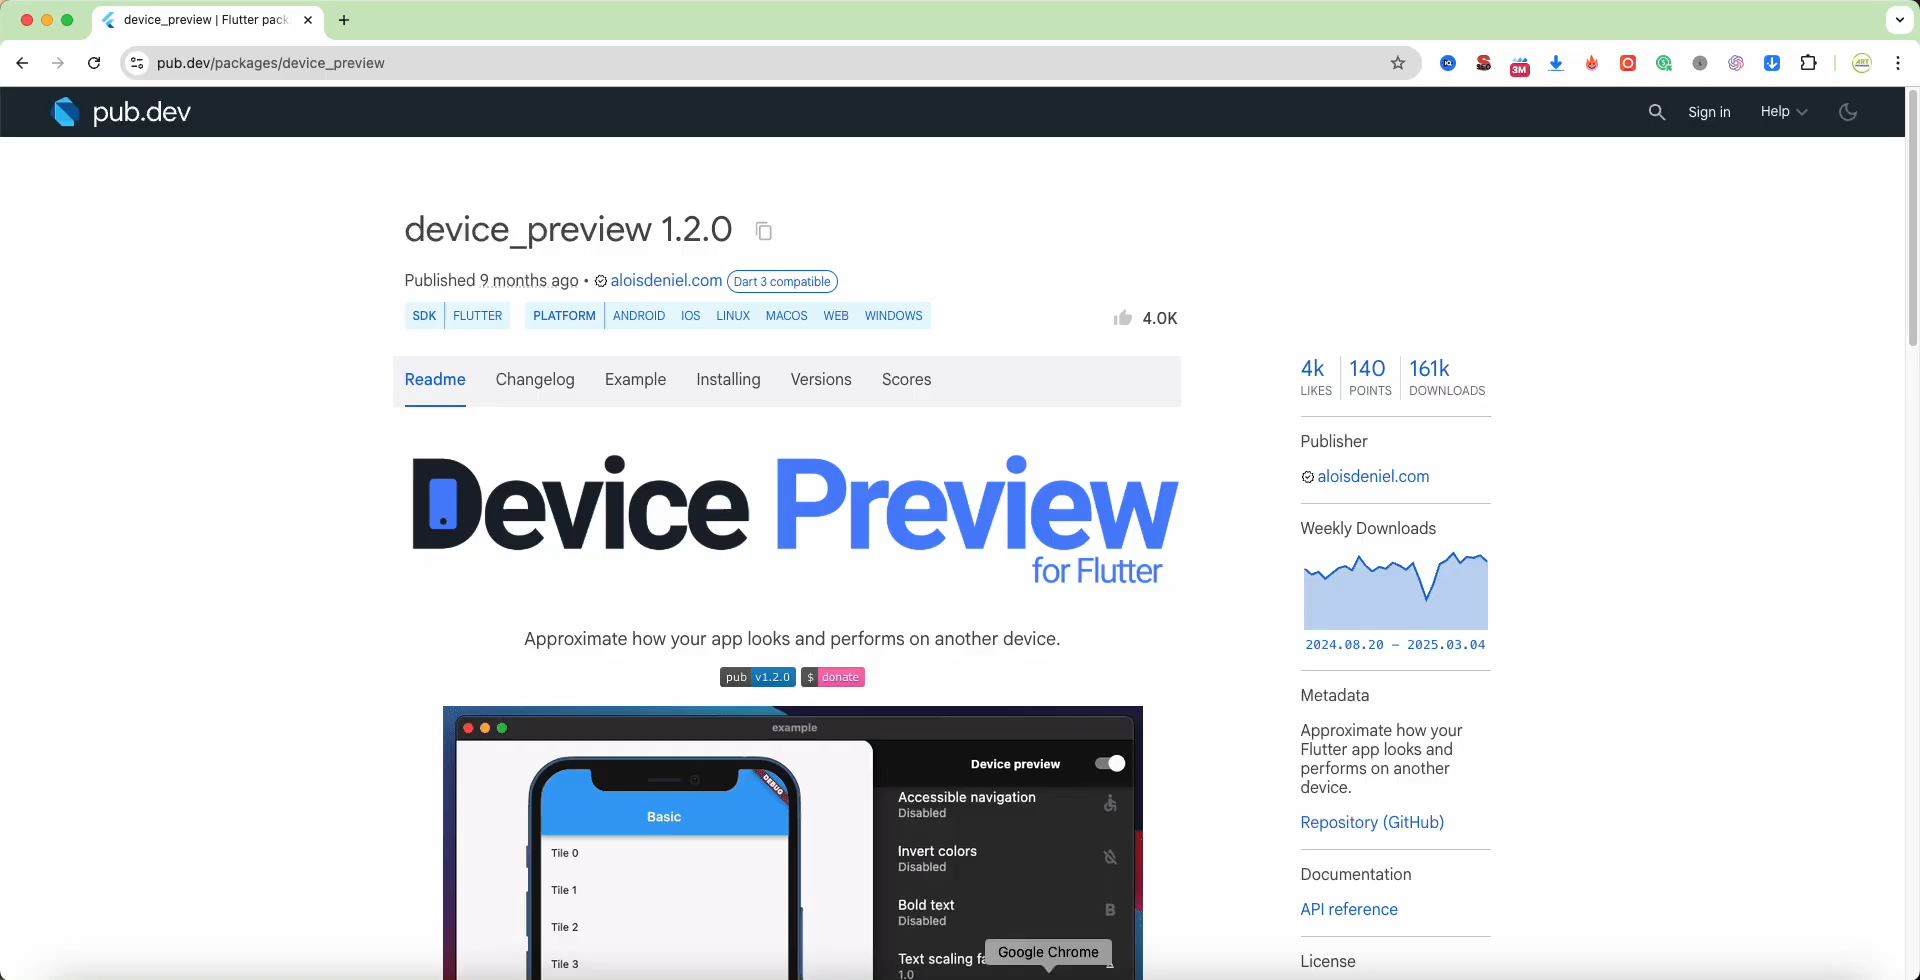 device_preview | Flutter pack
pub.dev/packages/device_preview
3M
pub.dev
Sign in
Help
device_preview 1.2.0
Published 9 months ago • aloisdeniel.com Dart 3 compatible
SDK FLUTTER PLATFORM ANDROID IOS LINUX MACOS WEB WINDOWS
4.0K
Readme Changelog Example Installing Versions Scores
4k 140 161k
LIKES POINTS DOWNLOADS
Publisher
aloisdeniel.com
Device Preview
for Flutter
Weekly Downloads
2024.08.20 – 2025.03.04
Approximate how your app looks and performs on another device.
pub v1.2.0 $ donate
Metadata
Approximate how your
Flutter app looks and
performs on another
device.
Repository (GitHub)
Documentation
API reference
License
example
Device preview
DEBUG
Basic
Tile 0
Tile 1
Tile 2
Tile 3
Accessible navigation
Disabled
Invert colors
Disabled
Bold text
Disabled
B
Text scaling fa
1.0
Google Chrome